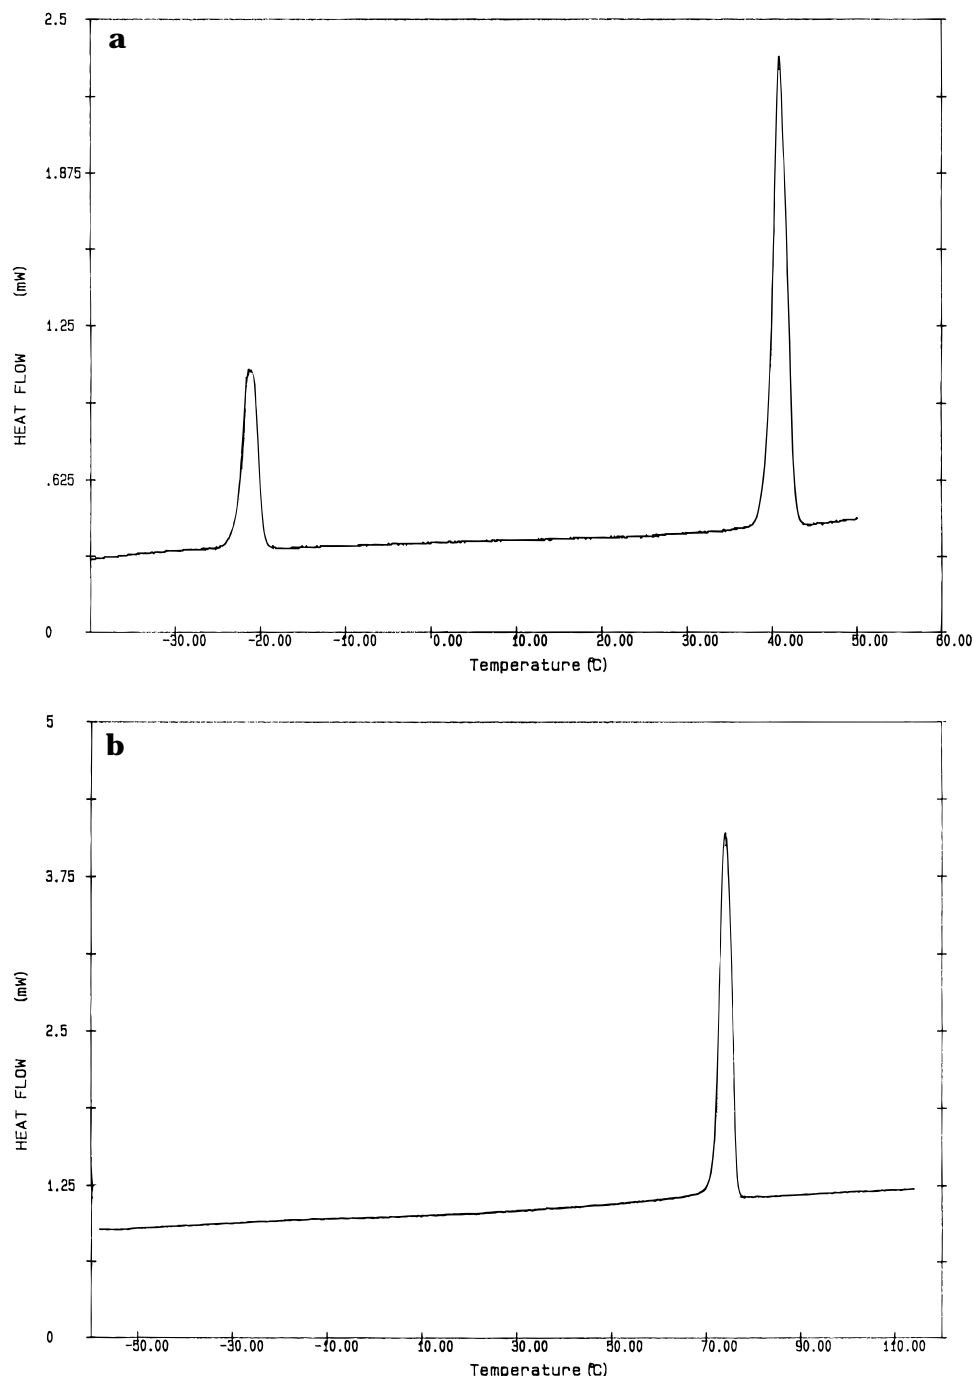 a
2.5
1.875
1.25
.625
0
HEAT FLOW (mW)
-30.00 -20.00 -10.00 0.00 10.00 20.00 30.00 40.00 50.00 60.00
Temperature (°C)
b
5
3.75
2.5
1.25
0
HEAT FLOW (mW)
-50.00 -30.00 -10.00 10.00 30.00 50.00 70.00 90.00 110.00
Temperature (°C)